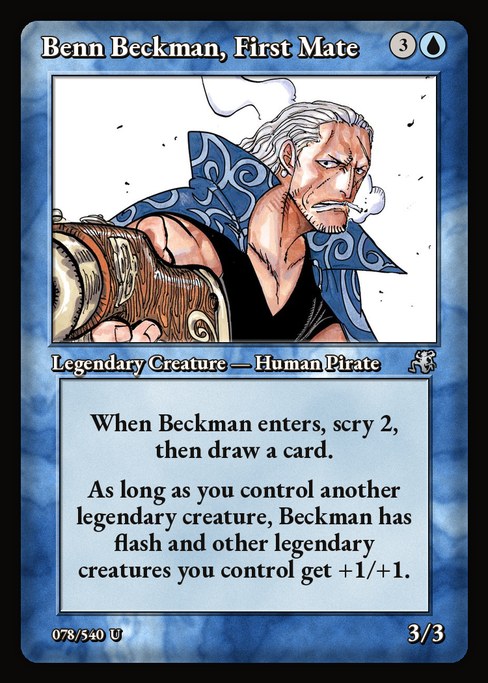 Benn Beckman, First Mate 3
Legendary Creature — Human Pirate
When Beckman enters, scry 2,
then draw a card.
As long as you control another
legendary creature, Beckman has
flash and other legendary
creatures you control get +1/+1.
078/540 U
3/3